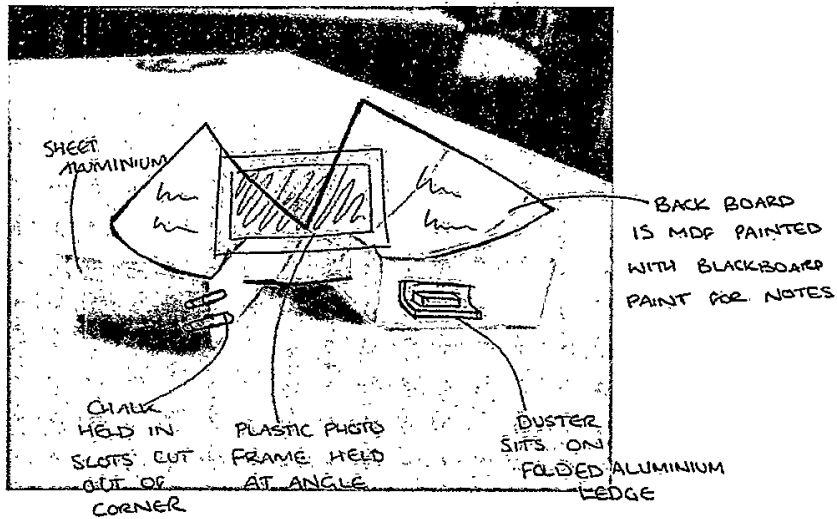 SHEET
ALUMINIUM
BACK BOARD
IS MDF PAINTED
WITH BLACKBOARD
PAINT FOR NOTES
CHALK
HELD IN
SLOTS CUT
OUT OF
CORNER
PLASTIC PHOTO
FRAME HELD
AT ANGLE
DUSTER
SITS ON
FOLDED ALUMINIUM
LEDGE